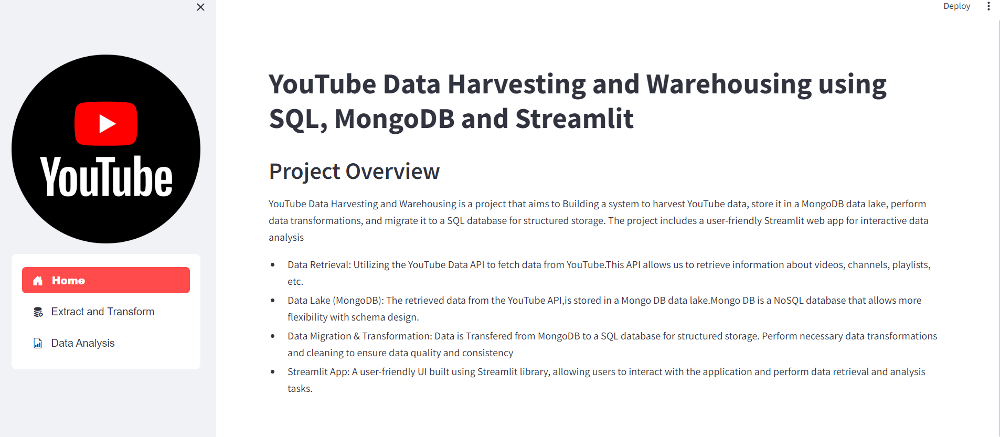 Deploy
YouTube
Home
Extract and Transform
Data Analysis
YouTube Data Harvesting and Warehousing using
SQL, MongoDB and Streamlit
Project Overview
YouTube Data Harvesting and Warehousing is a project that aims to Building a system to harvest YouTube data, store it in a MongoDB data lake, perform
data transformations, and migrate it to a SQL database for structured storage. The project includes a user-friendly Streamlit web app for interactive data
analysis
• Data Retrieval: Utilizing the YouTube Data API to fetch data from YouTube.This API allows us to retrieve information about videos, channels, playlists,
etc.
• Data Lake (MongoDB): The retrieved data from the YouTube API,is stored in a Mongo DB data lake.Mongo DB is a NoSQL database that allows more
flexibility with schema design.
• Data Migration & Transformation: Data is Transfered from MongoDB to a SQL database for structured storage. Perform necessary data transformations
and cleaning to ensure data quality and consistency
• Streamlit App: A user-friendly UI built using Streamlit library, allowing users to interact with the application and perform data retrieval and analysis
tasks.